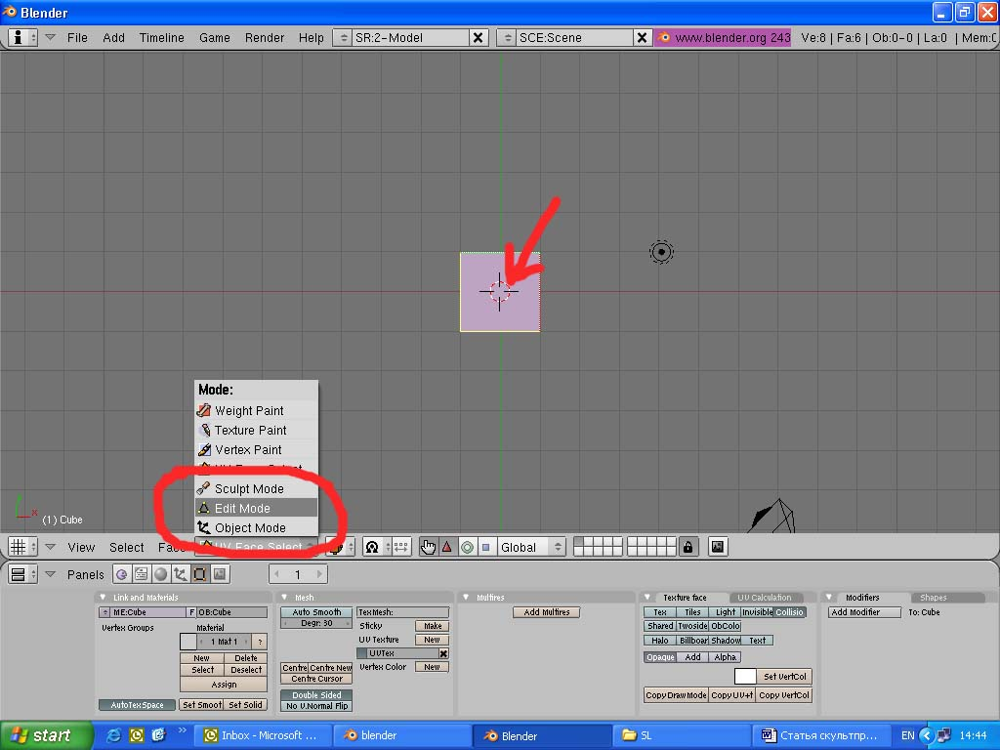 Blender
File Add Timeline Game Render Help SR:2-Model SCE:Scene www.blender.org 243 Ve:8 | Fa:6 | Ob:0-0 | La:0 | Mem:
Mode:
Weight Paint
Texture Paint
Vertex Paint
Sculpt Mode
Edit Mode
Object Mode
x (1) Cube
View Select UV Face Select Global
Panels 1
Link and Materials Mesh Multires Texture face UV Calculation Modifiers Shapes
ME:Cube F OB:Cube Auto Smooth TexMesh: Add Multires Tex Tiles Light Invisible Collisio Add Modifier To: Cube
Degr: 30
Vertex Groups Material Sticky Make Shared Twoside ObColo
1 Mat 1 ? UV Texture New Halo Billboar Shadow Text
New Delete UVTex Opaque Add Alpha
Select Deselect Centre Centre New Vertex Color New
Assign Centre Cursor Set VertCol
Double Sided Copy DrawMode Copy UV+t Copy VertCol
AutoTexSpace Set Smoot Set Solid No V.Normal Flip
start Inbox - Microsoft ... blender Blender SL Статья скультпр... EN 14:44